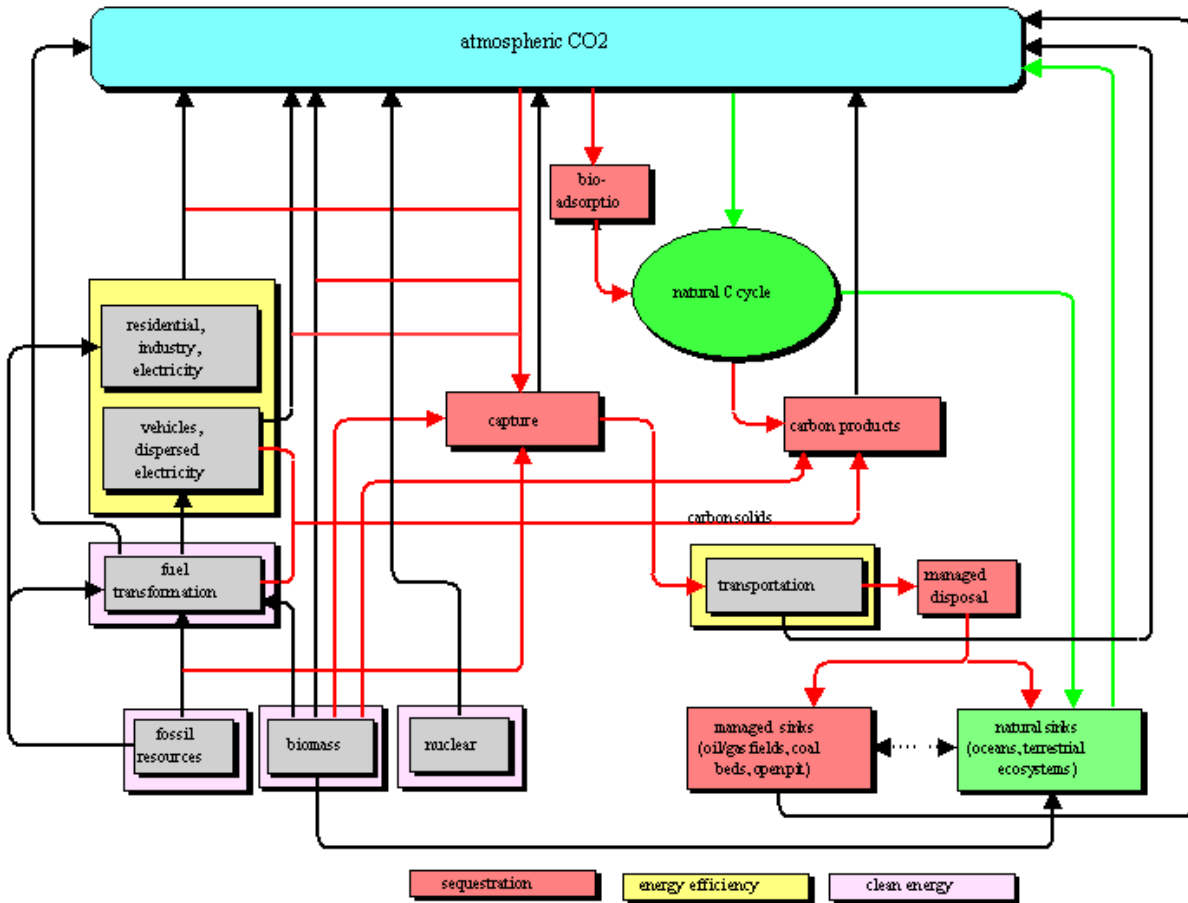 atmospheric CO2
bio-
adsorptio
natural C cycle
residential,
industry,
electricity
vehicles,
dispersed
electricity
capture
carbon products
carbon solids
fuel
transformation
transportation
managed
disposal
fossil
resources
biomass
nuclear
managed sinks
(oil/gas fields, coal
beds, openpit)
natural sinks
(oceans, terrestrial
ecosystems)
sequestration
energy efficiency
clean energy